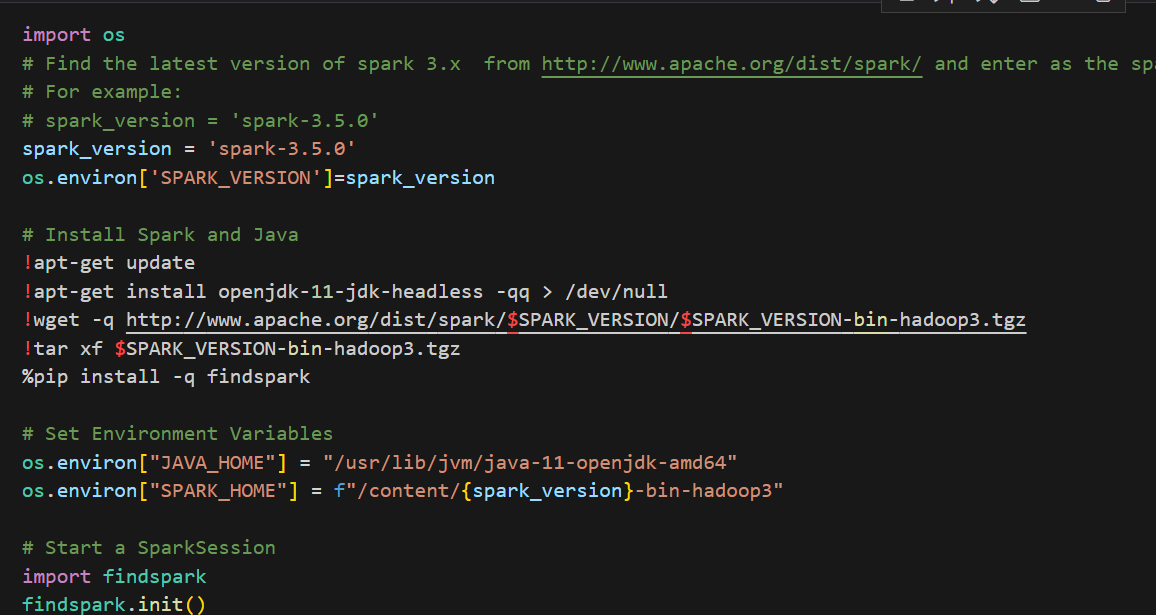 import os
# Find the latest version of spark 3.x  from http://www.apache.org/dist/spark/ and enter as the
# For example:
# spark_version = 'spark-3.5.0'
spark_version = 'spark-3.5.0'
os.environ['SPARK_VERSION']=spark_version
# Install Spark and Java
!apt-get update
!apt-get install openjdk-11-jdk-headless -qq > /dev/null
!wget -q http://www.apache.org/dist/spark/$SPARK_VERSION/$SPARK_VERSION-bin-hadoop3.tgz
!tar xf $SPARK_VERSION-bin-hadoop3.tgz
%pip install -q findspark
# Set Environment Variables
os.environ["JAVA_HOME"] = "/usr/lib/jvm/java-11-openjdk-amd64"
os.environ["SPARK_HOME"] = f"/content/{spark_version}-bin-hadoop3"
# Start a SparkSession
import findspark
findspark.init()